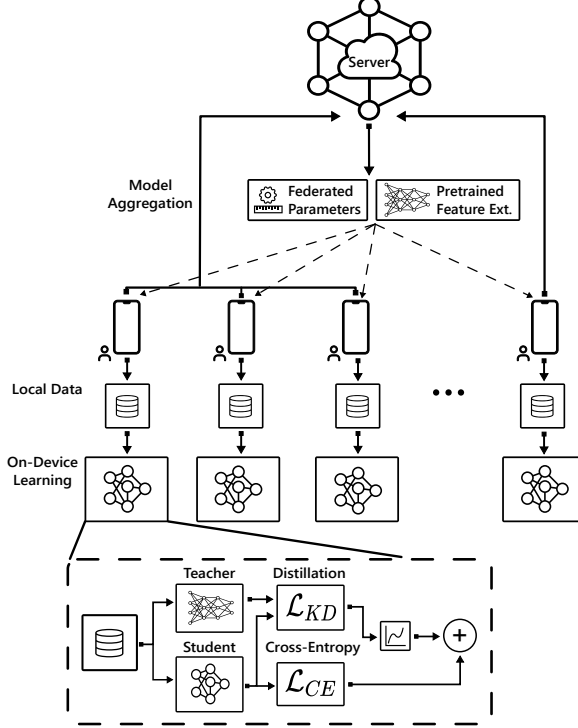 Server
Model
Aggregation
Federated
Parameters
Pretrained
Feature Ext.
Local Data
On-Device
Learning
Teacher
Distillation
ℒ_KD
Student
Cross-Entropy
ℒ_CE
+